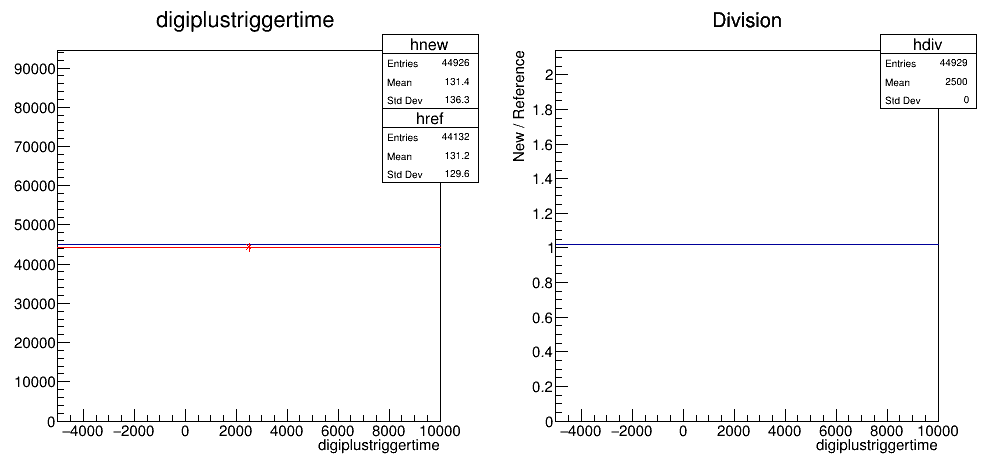 digiplustriggertime
hnew
Entries 44926
Mean 131.4
Std Dev 136.3
href
Entries 44132
Mean 131.2
Std Dev 129.6
90000
80000
70000
60000
50000
40000
30000
20000
10000
0
−4000 −2000 0 2000 4000 6000 8000 10000
digiplustriggertime
Division
hdiv
Entries 44929
Mean 2500
Std Dev 0
New / Reference
2
1.8
1.6
1.4
1.2
1
0.8
0.6
0.4
0.2
0
−4000 −2000 0 2000 4000 6000 8000 10000
digiplustriggertime